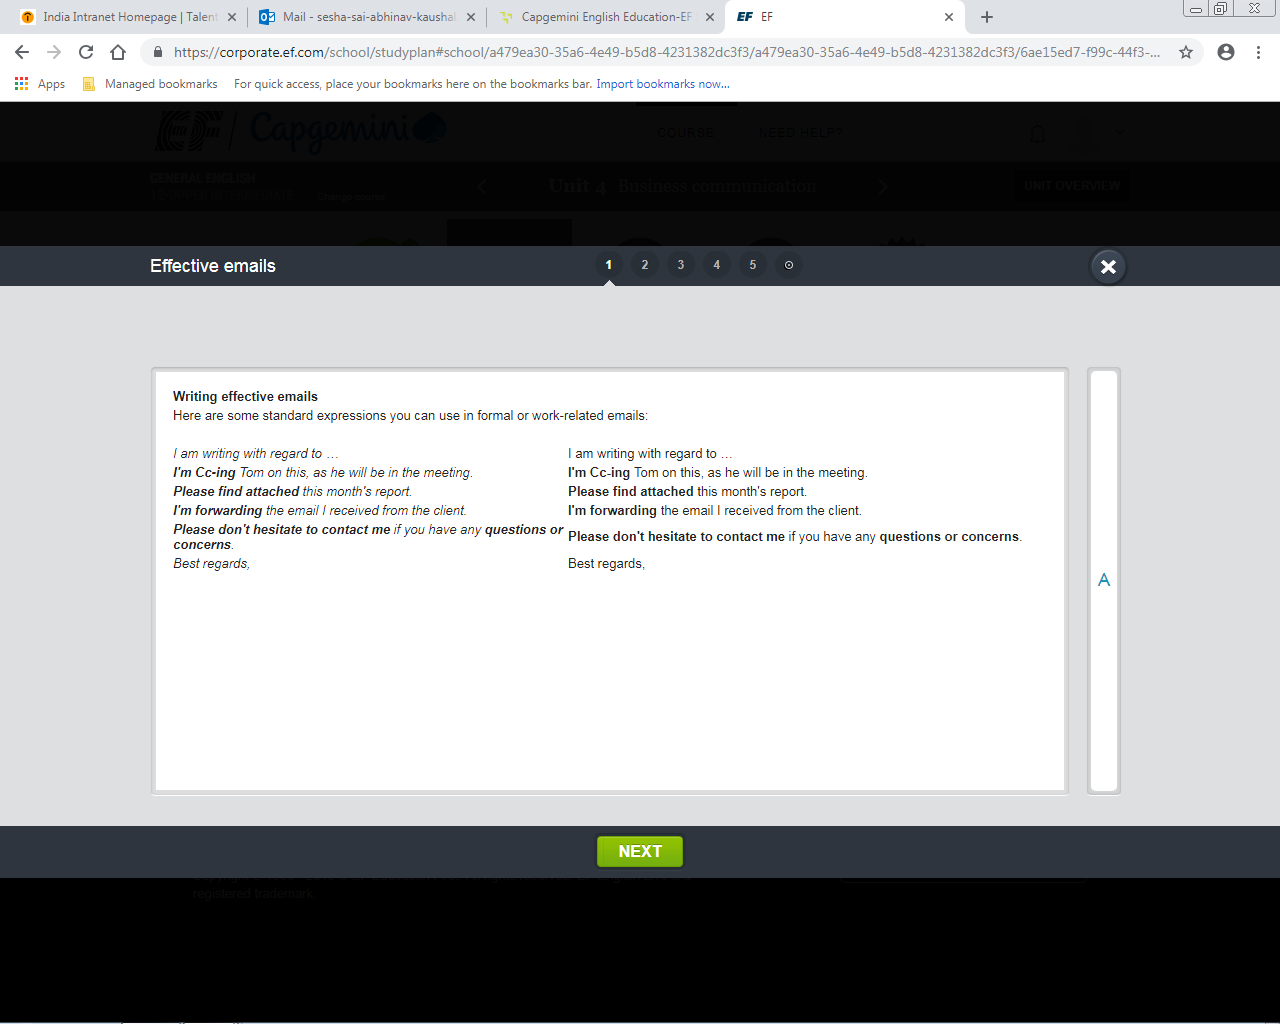 India Intranet Homepage | Talent
Mail - sesha-sai-abhinav-kaushal.
Capgemini English Education-EF
EF EF
https://corporate.ef.com/school/studyplan#school/a479ea30-35a6-4e49-b5d8-4231382dc3f3/a479ea30-35a6-4e49-b5d8-4231382dc3f3/6ae15ed7-f99c-44f3-...
Apps Managed bookmarks For quick access, place your bookmarks here on the bookmarks bar. Import bookmarks now...
EF Capgemini COURSE NEED HELP?
GENERAL ENGLISH
Unit 4 Business communication
UNIT OVERVIEW
Change course
Effective emails 1 2 3 4 5
Writing effective emails
Here are some standard expressions you can use in formal or work-related emails:
I am writing with regard to … I am writing with regard to …
I'm Cc-ing Tom on this, as he will be in the meeting. I'm Cc-ing Tom on this, as he will be in the meeting.
Please find attached this month's report. Please find attached this month's report.
I'm forwarding the email I received from the client. I'm forwarding the email I received from the client.
Please don't hesitate to contact me if you have any questions or
concerns. Please don't hesitate to contact me if you have any questions or concerns.
Best regards, Best regards,
A
NEXT
registered trademark